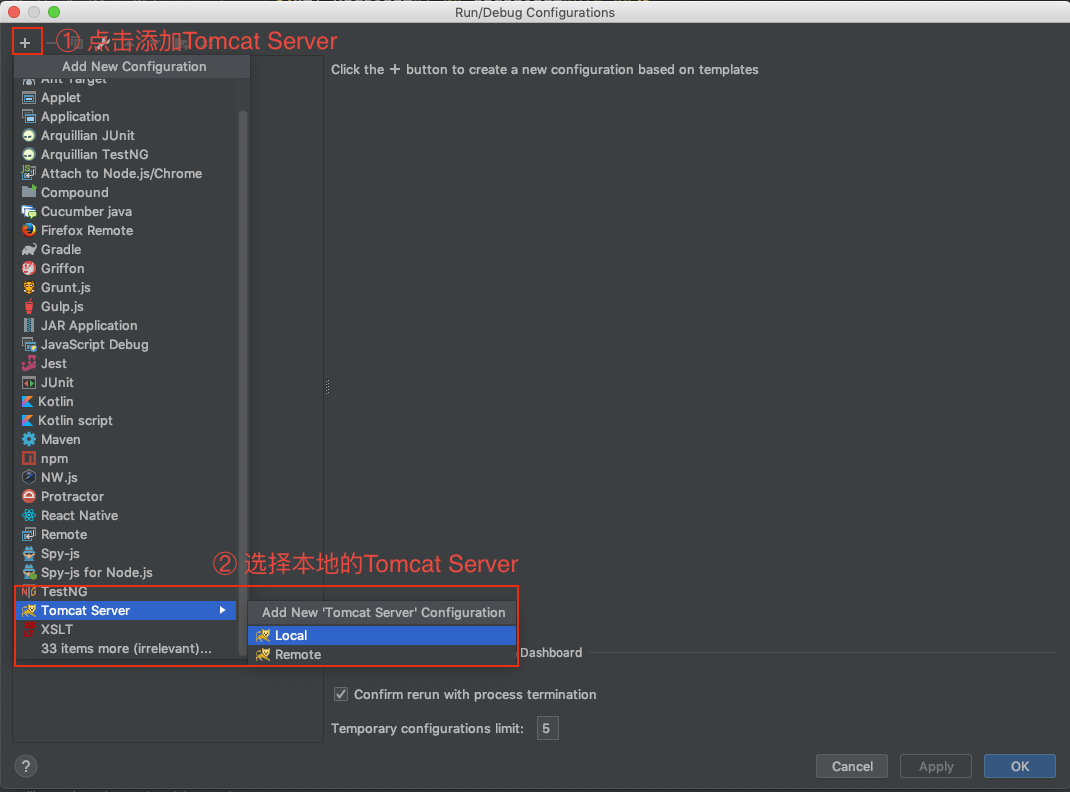 Run/Debug Configurations
+
① 点击添加Tomcat Server
Add New Configuration
Ant Target
Applet
Application
Arquillian JUnit
Arquillian TestNG
Attach to Node.js/Chrome
Compound
Cucumber java
Firefox Remote
Gradle
Griffon
Grunt.js
Gulp.js
JAR Application
JavaScript Debug
Jest
JUnit
Kotlin
Kotlin script
Maven
npm
NW.js
Protractor
React Native
Remote
Spy-js
Spy-js for Node.js
TestNG
Tomcat Server
XSLT
33 items more (irrelevant)...
Click the + button to create a new configuration based on templates
② 选择本地的Tomcat Server
Add New 'Tomcat Server' Configuration
Local
Remote
Dashboard
Confirm rerun with process termination
Temporary configurations limit: 5
? Cancel Apply OK